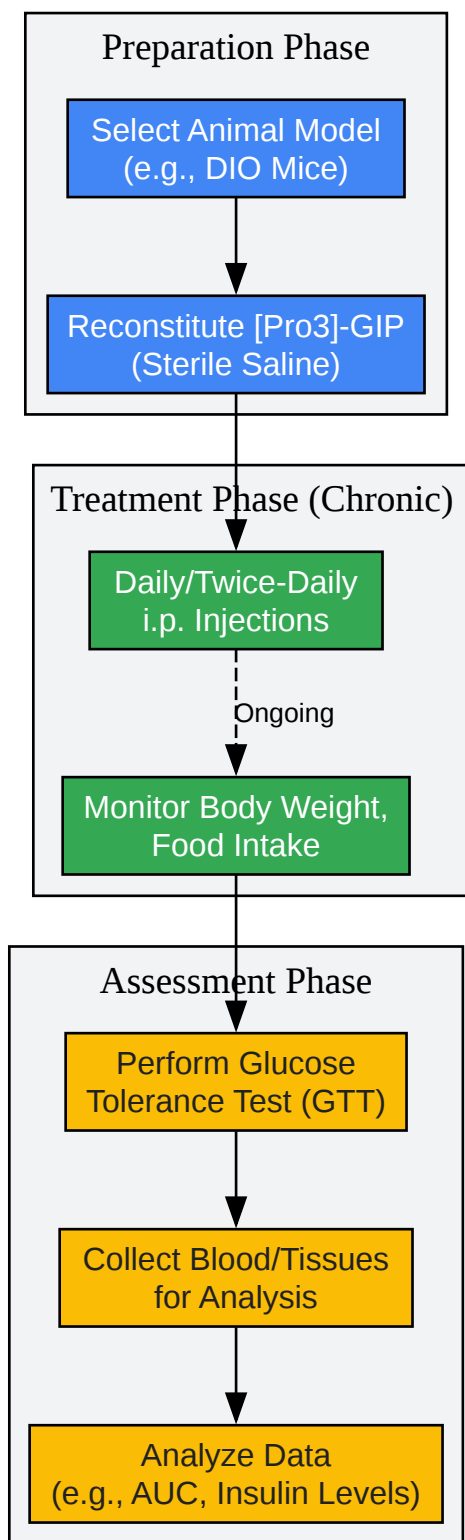 Preparation Phase
Select Animal Model
(e.g., DIO Mice)
Reconstitute [Pro3]-GIP
(Sterile Saline)
Treatment Phase (Chronic)
Daily/Twice-Daily
i.p. Injections
Ongoing
Monitor Body Weight,
Food Intake
Assessment Phase
Perform Glucose
Tolerance Test (GTT)
Collect Blood/Tissues
for Analysis
Analyze Data
(e.g., AUC, Insulin Levels)